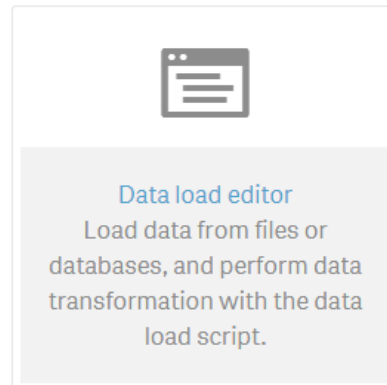 Data load editor
Load data from files or
databases, and perform data
transformation with the data
load script.